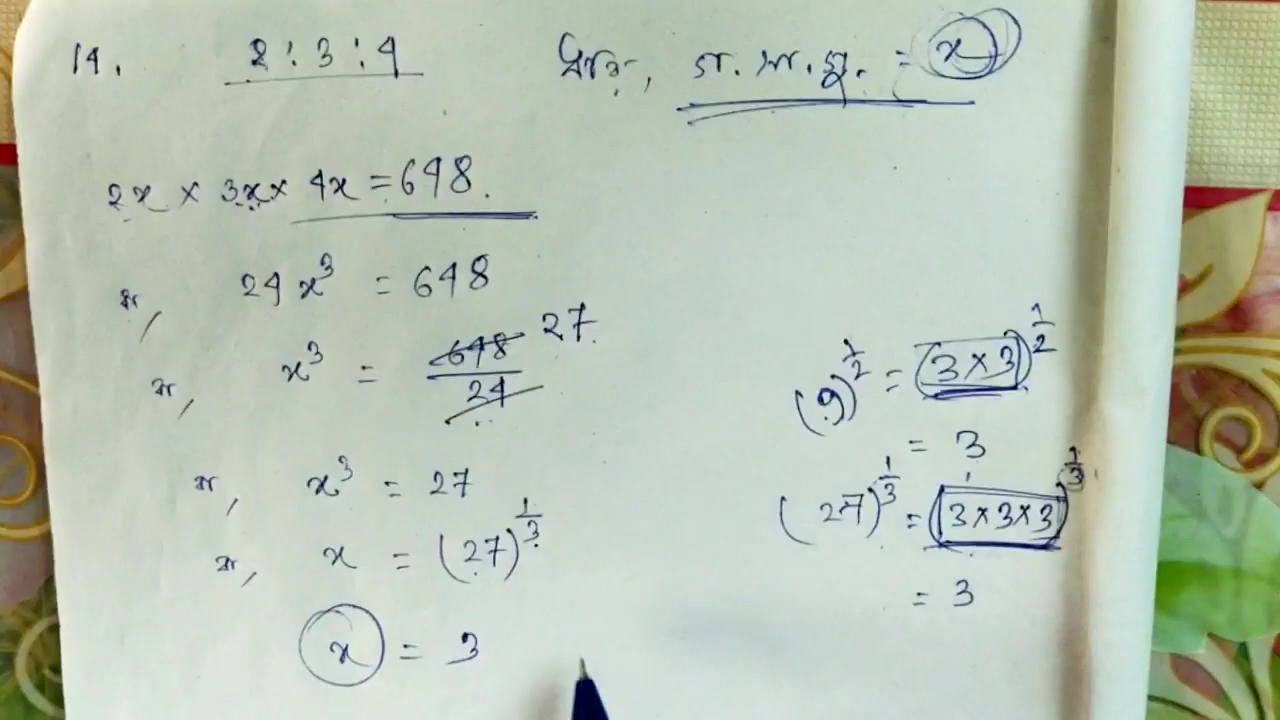 14. 2 : 3 : 4
ধরি, গ.সা.গু. = x
2x × 3x × 4x = 648.
বা, 24x³ = 648
বা, x³ = 648/24 27
বা, x³ = 27
বা, x = (27)^1/3
x = 3
(9)^1/2 = (3×3)^1/2
= 3
(27)^1/3 = (3×3×3)^1/3
= 3